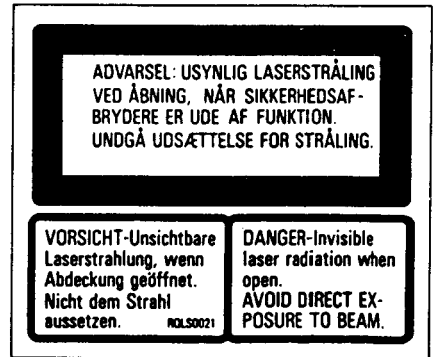 ADVARSEL: USYNLIG LASERSTRÅLING
VED ÅBNING, NÅR SIKKERHEDSAF-
BRYDERE ER UDE AF FUNKTION.
UNDGÅ UDSÆTTELSE FOR STRÅLING.
VORSICHT-Unsichtbare
Laserstrahlung, wenn
Abdeckung geöffnet.
Nicht dem Strahl
aussetzen. ROLS0021
DANGER-Invisible
laser radiation when
open.
AVOID DIRECT EX-
POSURE TO BEAM.